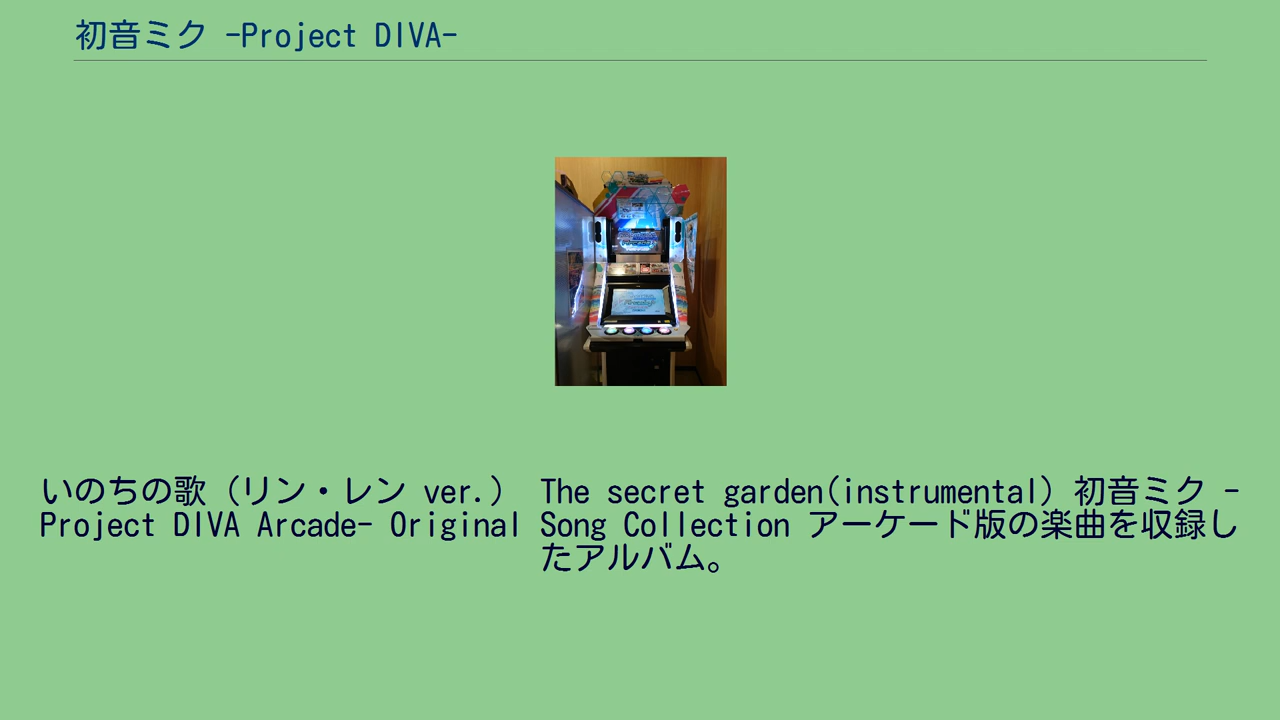 初音ミク -Project DIVA-
いのちの歌（リン・レン ver.） The secret garden(instrumental) 初音ミク -
Project DIVA Arcade- Original Song Collection アーケード版の楽曲を収録し
たアルバム。